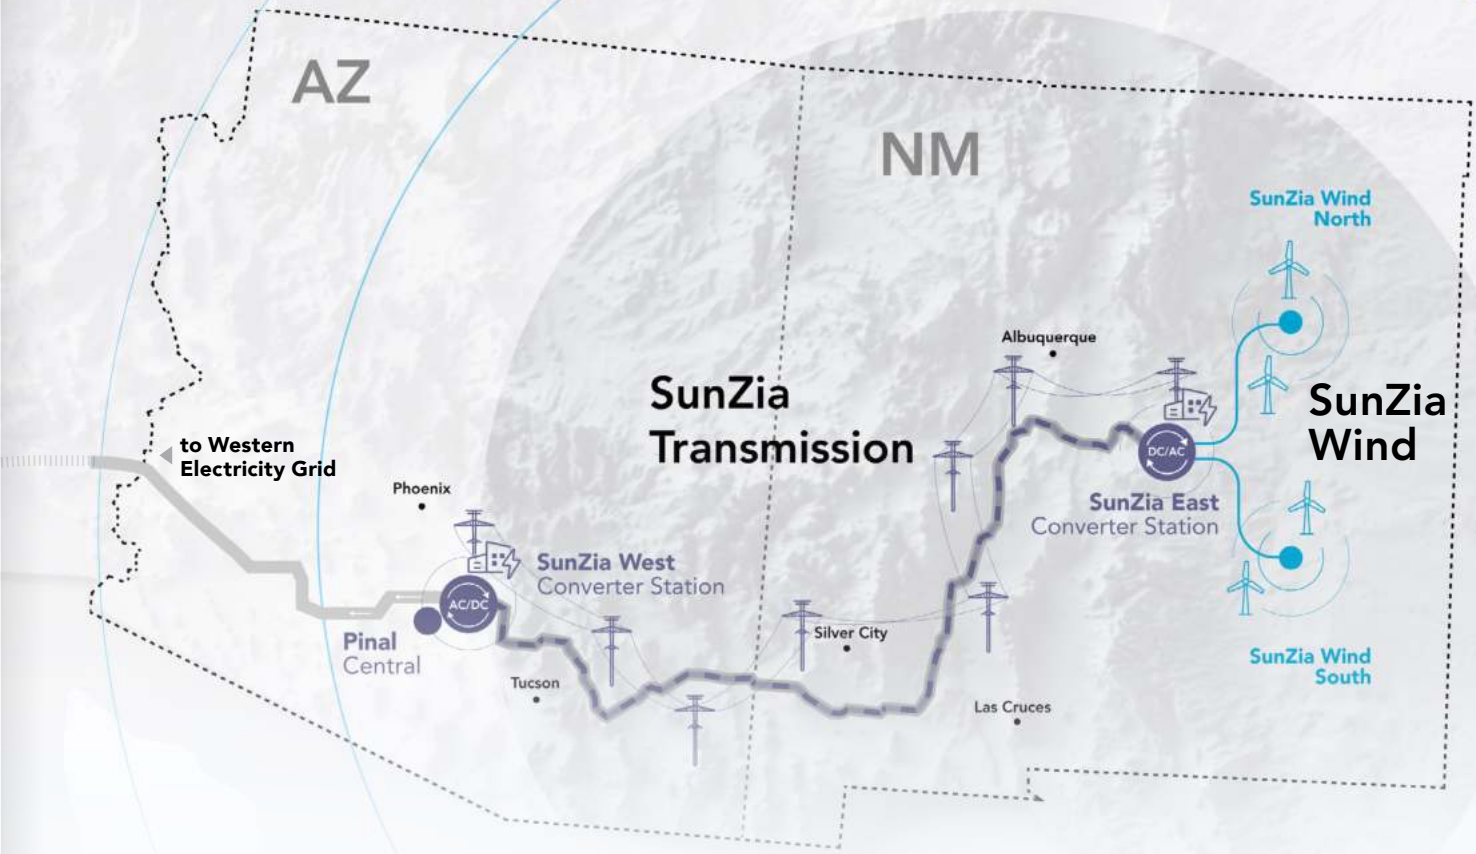 AZ
NM
SunZia Wind
North
Albuquerque
SunZia
Transmission
SunZia
Wind
to Western
Electricity Grid
DC/AC
Phoenix
SunZia East
Converter Station
SunZia West
Converter Station
AC/DC
Pinal
Central
Silver City
SunZia Wind
South
Tucson
Las Cruces